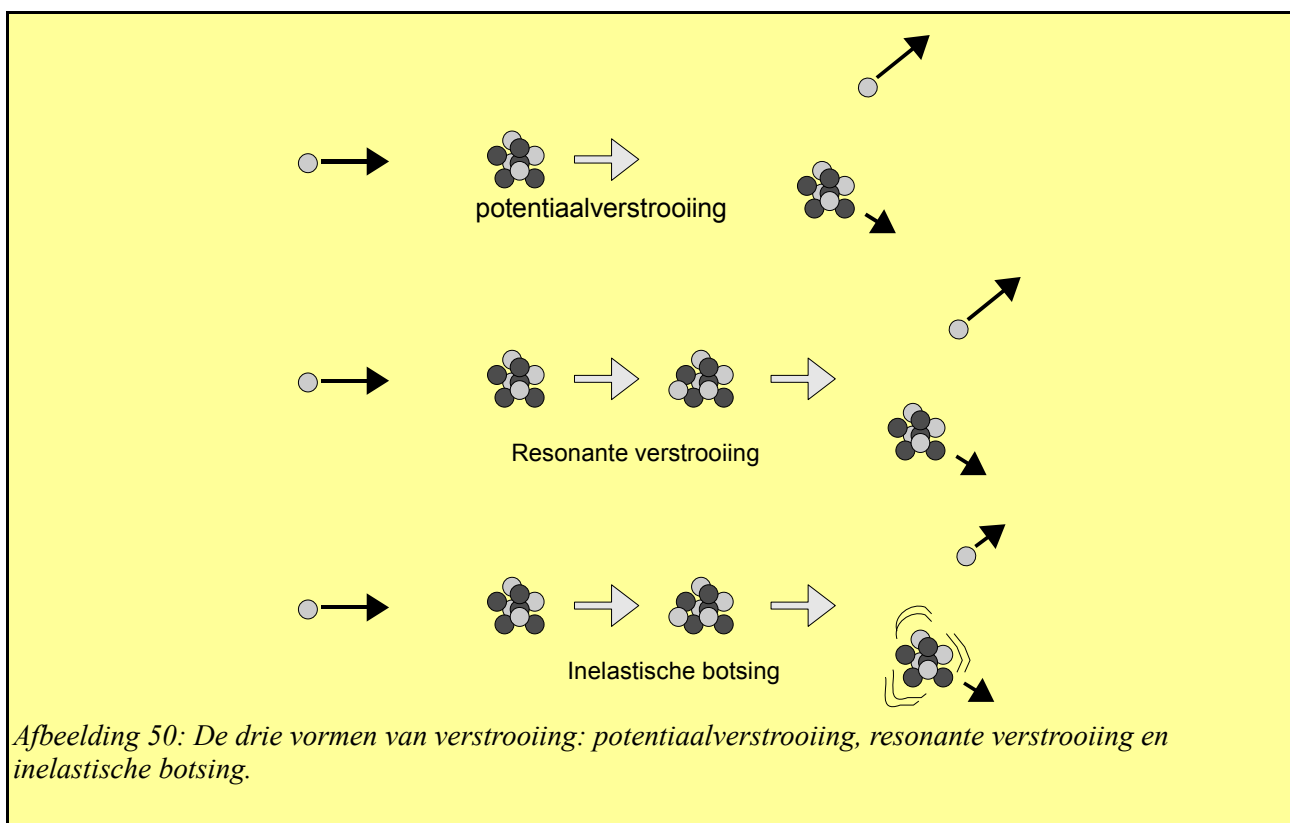 potentiaalverstrooiing
Resonante verstrooiing
Inelastische botsing
Afbeelding 50: De drie vormen van verstrooiing: potentiaalverstrooiing, resonante verstrooiing en
inelastische botsing.